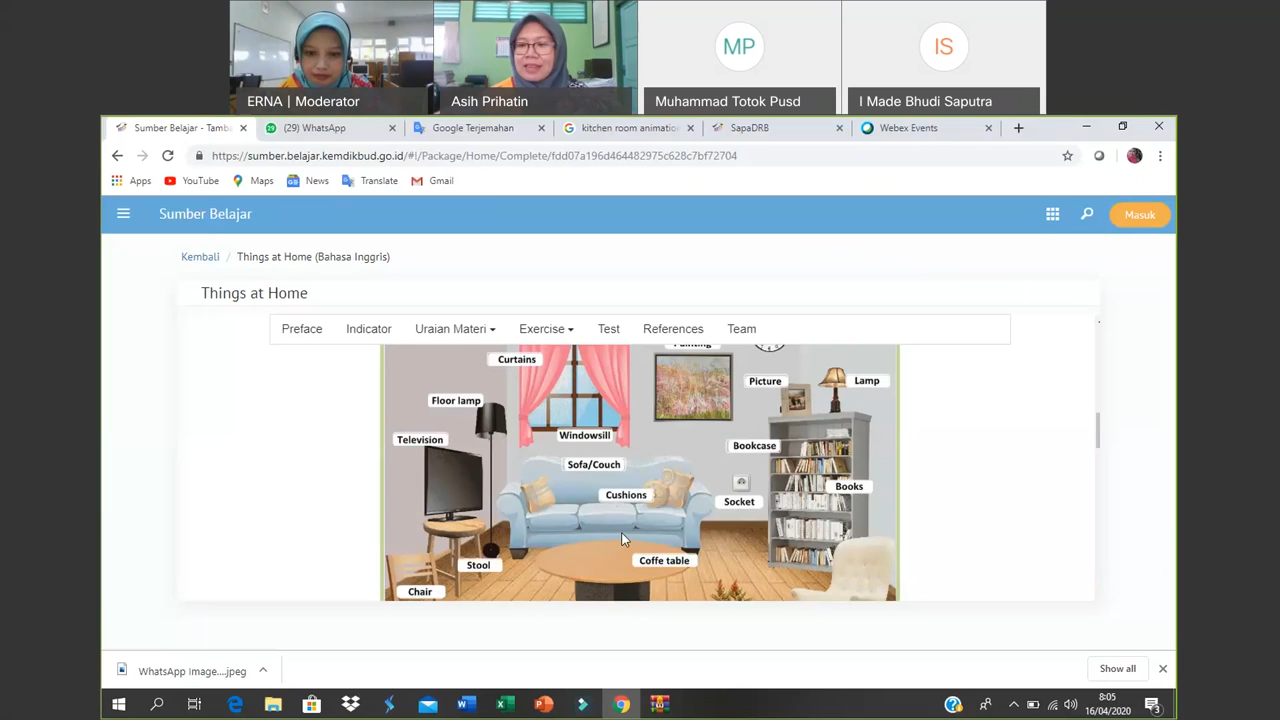 MP
IS
ERNA | Moderator
Asih Prihatin
Muhammad Totok Pusd
I Made Bhudi Saputra
Sumber Belajar - Tamba
(29) WhatsApp
Google Terjemahan
kitchen room animatio
SapaDRB
Webex Events
https://sumber.belajar.kemdikbud.go.id/#!/Package/Home/Complete/fdd07a196d464482975c628c7bf72704
Apps
YouTube
Maps
News
Translate
Gmail
Sumber Belajar
Masuk
Kembali / Things at Home (Bahasa Inggris)
Things at Home
Preface
Indicator
Uraian Materi
Exercise
Test
References
Team
Painting
Curtains
Picture
Lamp
Floor lamp
Windowsill
Television
Bookcase
Sofa/Couch
Books
Cushions
Socket
Coffe table
Stool
Chair
WhatsApp Image....jpeg
Show all
8:05
16/04/2020
3